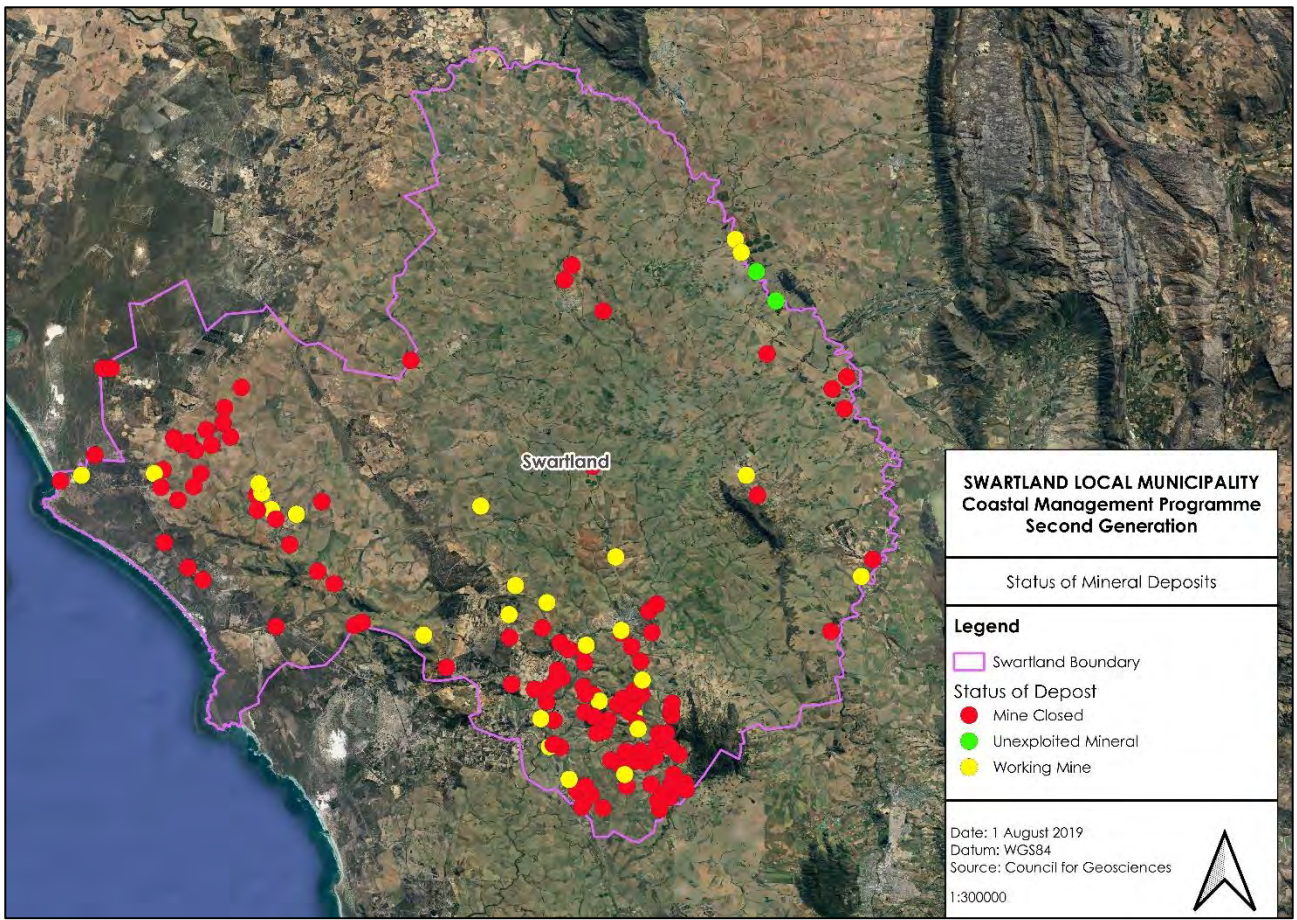 Swartland
SWARTLAND LOCAL MUNICIPALITY
Coastal Management Programme
Second Generation
Status of Mineral Deposits
Legend
Swartland Boundary
Status of Depost
Mine Closed
Unexploited Mineral
Working Mine
Date: 1 August 2019
Datum: WGS84
Source: Council for Geosciences
1:300000